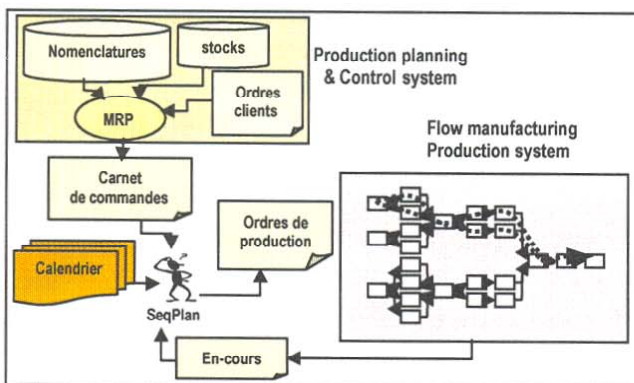 Nomenclatures
stocks
Production planning
& Control system
Ordres
clients
MRP
Flow manufacturing
Production system
Carnet
de commandes
Ordres de
production
Calendrier
SeqPlan
En-cours